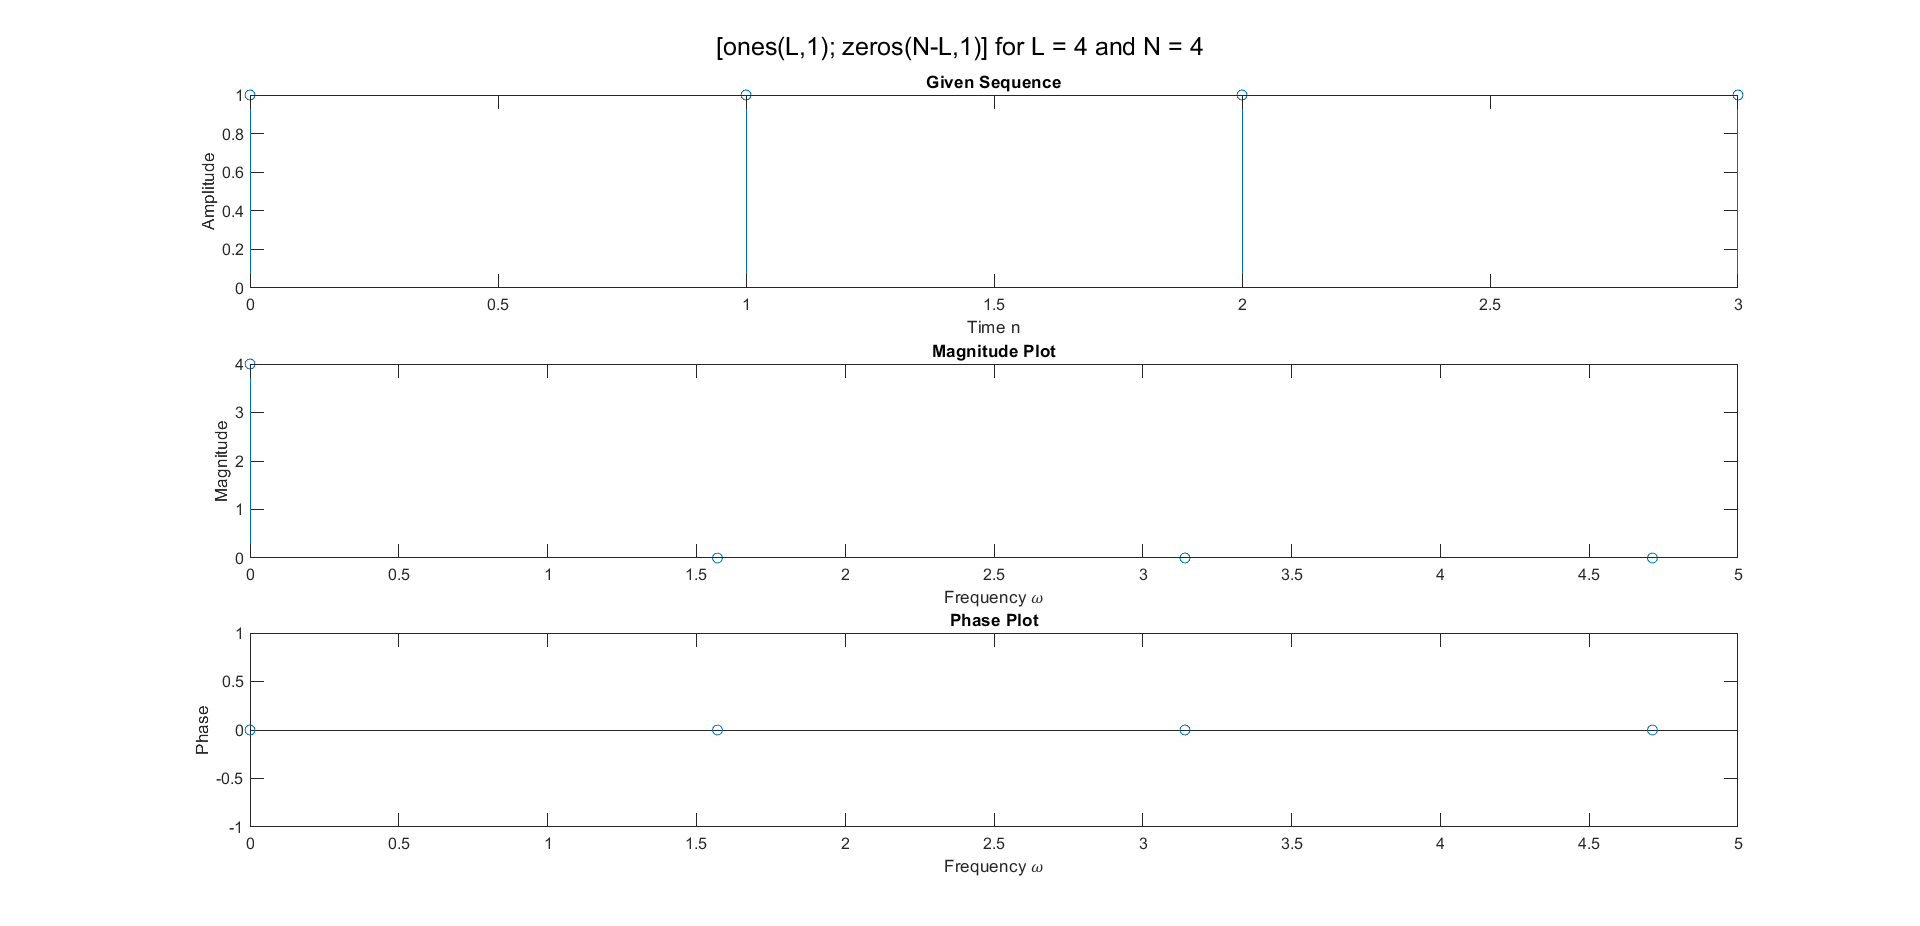 [ones(L,1); zeros(N-L,1)] for L = 4 and N = 4
Given Sequence
Amplitude
1
0.8
0.6
0.4
0.2
0
0 0.5 1 1.5 2 2.5 3
Time n
Magnitude Plot
Magnitude
4
3
2
1
0
0 0.5 1 1.5 2 2.5 3 3.5 4 4.5 5
Frequency ω
Phase Plot
Phase
1
0.5
0
-0.5
-1
0 0.5 1 1.5 2 2.5 3 3.5 4 4.5 5
Frequency ω